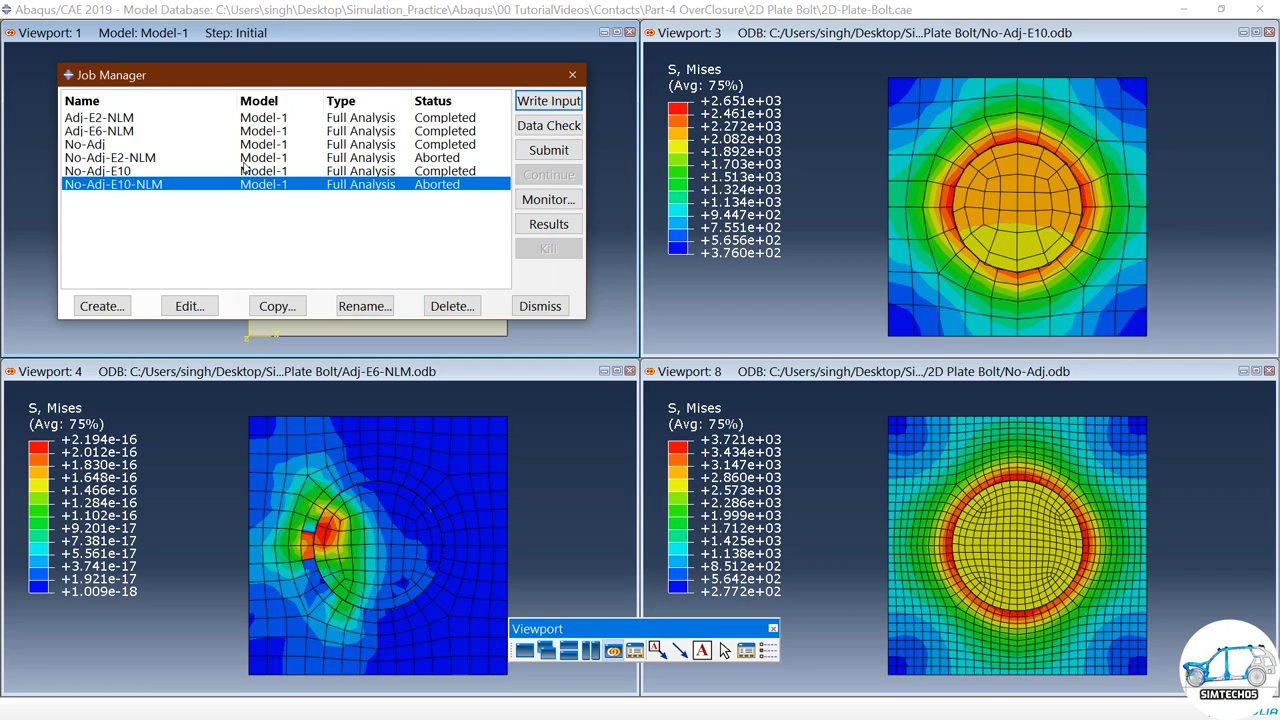 Abaqus/CAE 2019 - Model Database: C:\Users\singh\Desktop\Simulation_Practice\Abaqus\00 TutorialVideos\Contacts\Part-4 OverClosure\2D Plate Bolt\2D-Plate-Bolt.cae
Viewport: 1 Model: Model-1 Step: Initial
Job Manager
Name Model Type Status
Adj-E2-NLM Model-1 Full Analysis Completed
Adj-E6-NLM Model-1 Full Analysis Completed
No-Adj Model-1 Full Analysis Completed
No-Adj-E2-NLM Model-1 Full Analysis Aborted
No-Adj-E10 Model-1 Full Analysis Completed
No-Adj-E10-NLM Model-1 Full Analysis Aborted
Write Input
Data Check
Submit
Continue
Monitor...
Results
Kill
Create... Edit... Copy... Rename... Delete... Dismiss
Viewport: 3 ODB: C:/Users/singh/Desktop/Si...Plate Bolt/No-Adj-E10.odb
S, Mises
(Avg: 75%)
+2.651e+03
+2.461e+03
+2.272e+03
+2.082e+03
+1.892e+03
+1.703e+03
+1.513e+03
+1.324e+03
+1.134e+03
+9.447e+02
+7.551e+02
+5.656e+02
+3.760e+02
Viewport: 4 ODB: C:/Users/singh/Desktop/Si...Plate Bolt/Adj-E6-NLM.odb
S, Mises
(Avg: 75%)
+2.194e-16
+2.012e-16
+1.830e-16
+1.648e-16
+1.466e-16
+1.284e-16
+1.102e-16
+9.201e-17
+7.381e-17
+5.561e-17
+3.741e-17
+1.921e-17
+1.009e-18
Viewport: 8 ODB: C:/Users/singh/Desktop/Si.../2D Plate Bolt/No-Adj.odb
S, Mises
(Avg: 75%)
+3.721e+03
+3.434e+03
+3.147e+03
+2.860e+03
+2.573e+03
+2.286e+03
+1.999e+03
+1.712e+03
+1.425e+03
+1.138e+03
+8.512e+02
+5.642e+02
+2.772e+02
Viewport
A
A
SIMTECH05